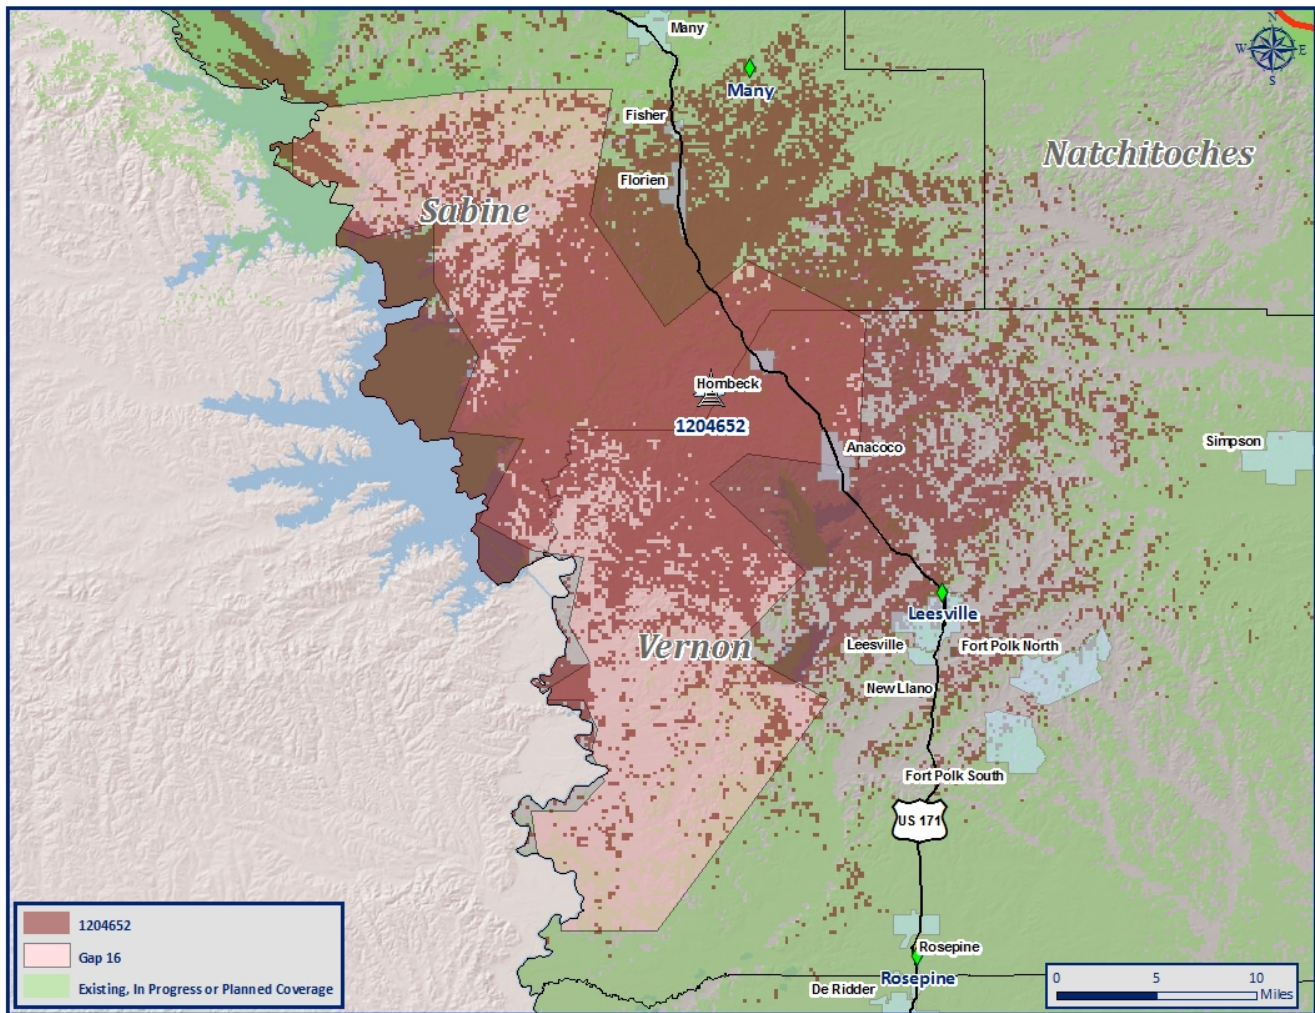 N
W
E
S
Many
Many
Fisher
Natchitoches
Florien
Sabine
Hornbeck
1204652
Anacoco
Simpson
Leesville
Vernon
Leesville
Fort Polk North
New Llano
Fort Polk South
US 171
Rosepine
Rosepine
De Ridder
1204652
Gap 16
Existing, In Progress or Planned Coverage
0 5 10
Miles